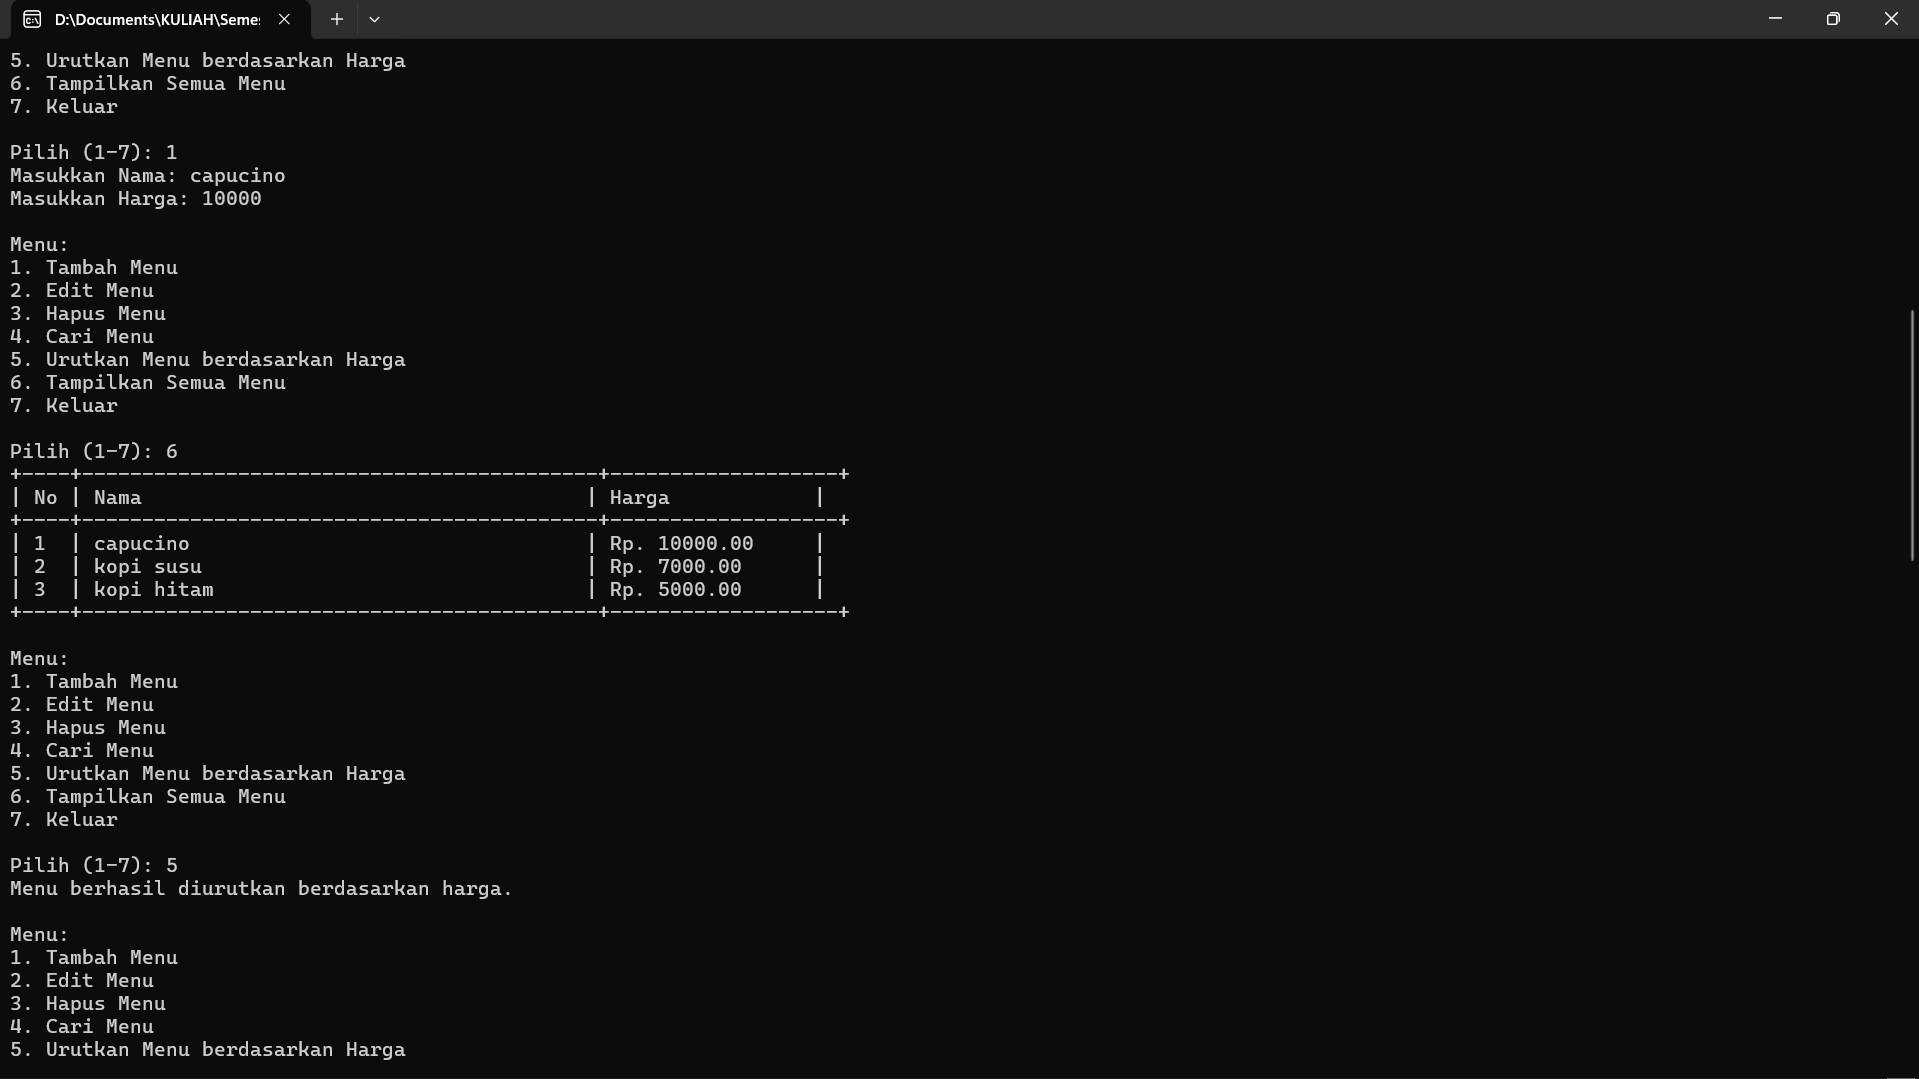 D:\Documents\KULIAH\Seme
5. Urutkan Menu berdasarkan Harga
6. Tampilkan Semua Menu
7. Keluar
Pilih (1-7): 1
Masukkan Nama: capucino
Masukkan Harga: 10000
Menu:
1. Tambah Menu
2. Edit Menu
3. Hapus Menu
4. Cari Menu
5. Urutkan Menu berdasarkan Harga
6. Tampilkan Semua Menu
7. Keluar
Pilih (1-7): 6
+----+-------------------------------------------+-------------------+
| No | Nama                                     | Harga            |
+----+-------------------------------------------+-------------------+
| 1  | capucino                                 | Rp. 10000.00     |
| 2  | kopi susu                                | Rp. 7000.00      |
| 3  | kopi hitam                               | Rp. 5000.00      |
+----+-------------------------------------------+-------------------+
Menu:
1. Tambah Menu
2. Edit Menu
3. Hapus Menu
4. Cari Menu
5. Urutkan Menu berdasarkan Harga
6. Tampilkan Semua Menu
7. Keluar
Pilih (1-7): 5
Menu berhasil diurutkan berdasarkan harga.
Menu:
1. Tambah Menu
2. Edit Menu
3. Hapus Menu
4. Cari Menu
5. Urutkan Menu berdasarkan Harga